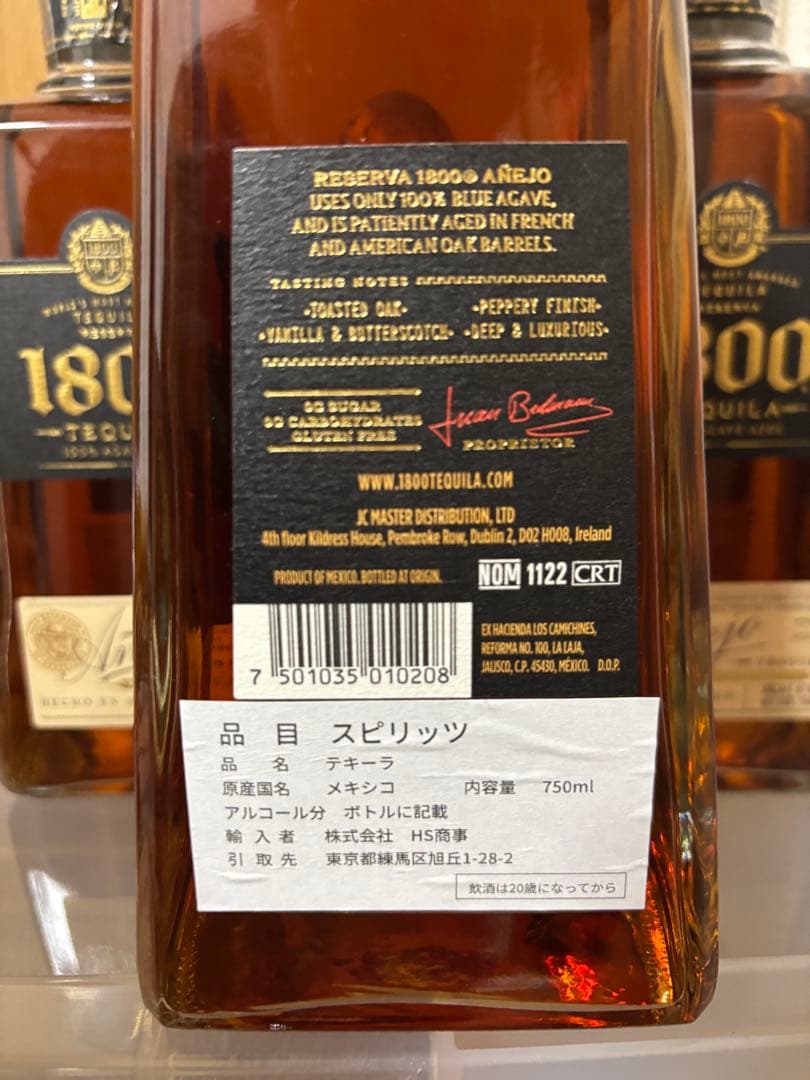 RESERVA 1800® AÑEJO
USES ONLY 100% BLUE AGAVE,
AND IS PATIENTLY AGED IN FRENCH
AND AMERICAN OAK BARRELS.
TASTING NOTES
•TOASTED OAK• •PEPPERY FINISH•
•VANILLA & BUTTERSCOTCH• •DEEP & LUXURIOUS•
0G SUGAR
0G CARBOHYDRATES
GLUTEN FREE
PROPRIETOR
WWW.1800TEQUILA.COM
JC MASTER DISTRIBUTION, LTD
4th floor Kildress House, Pembroke Row, Dublin 2, D02 H008, Ireland
PRODUCT OF MEXICO. BOTTLED AT ORIGIN.
NOM 1122 CRT
EX HACIENDA LOS CAMICHINES,
REFORMA NO. 100, LA LAJA,
JALISCO, C.P. 45430, MÉXICO. D.O.P.
7 501035 010208
品目 スピリッツ
品名 テキーラ
原産国名 メキシコ 内容量 750ml
アルコール分 ボトルに記載
輸入者 株式会社 HS商事
引取先 東京都練馬区旭丘1-28-2
飲酒は20歳になってから
1800
TEQUILA
180
TEQU
HECHO EN
1800
TEQUILA
RESERVA
800
QUILA